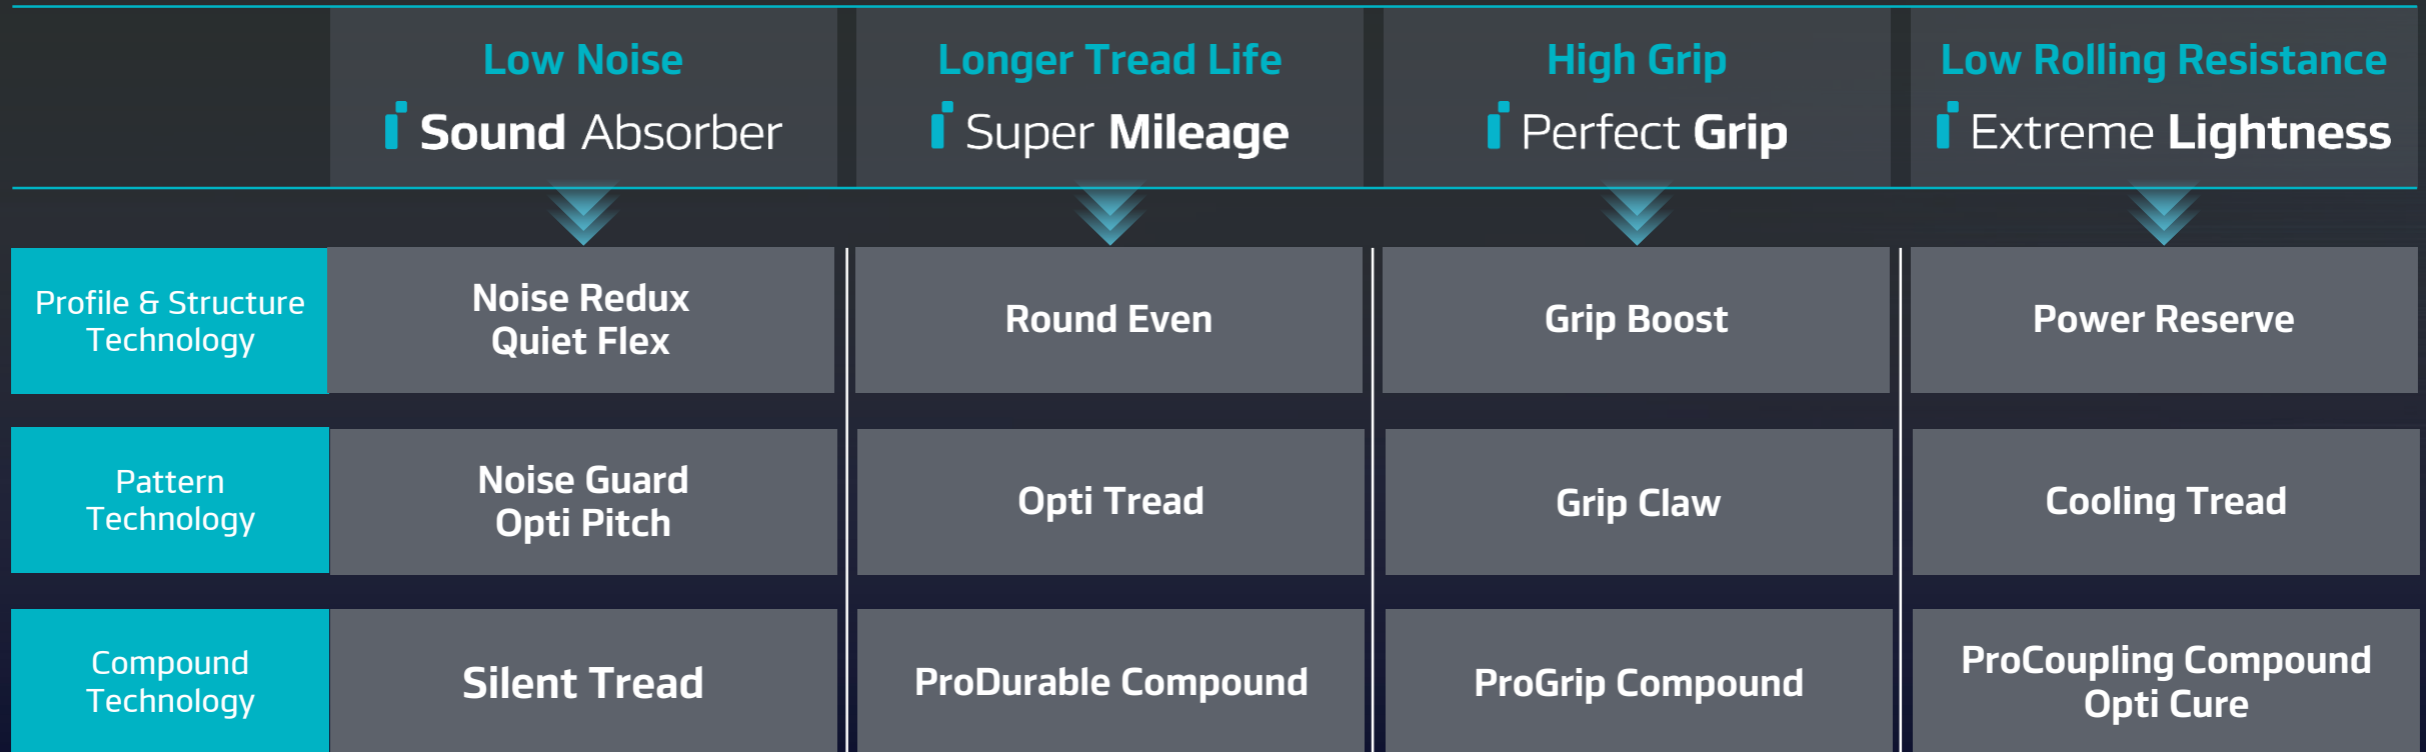 Low Noise
Sound Absorber
Longer Tread Life
Super Mileage
High Grip
Perfect Grip
Low Rolling Resistance
Extreme Lightness
Profile & Structure
Technology
Noise Redux
Quiet Flex
Round Even
Grip Boost
Power Reserve
Pattern
Technology
Noise Guard
Opti Pitch
Opti Tread
Grip Claw
Cooling Tread
Compound
Technology
Silent Tread
ProDurable Compound
ProGrip Compound
ProCoupling Compound
Opti Cure